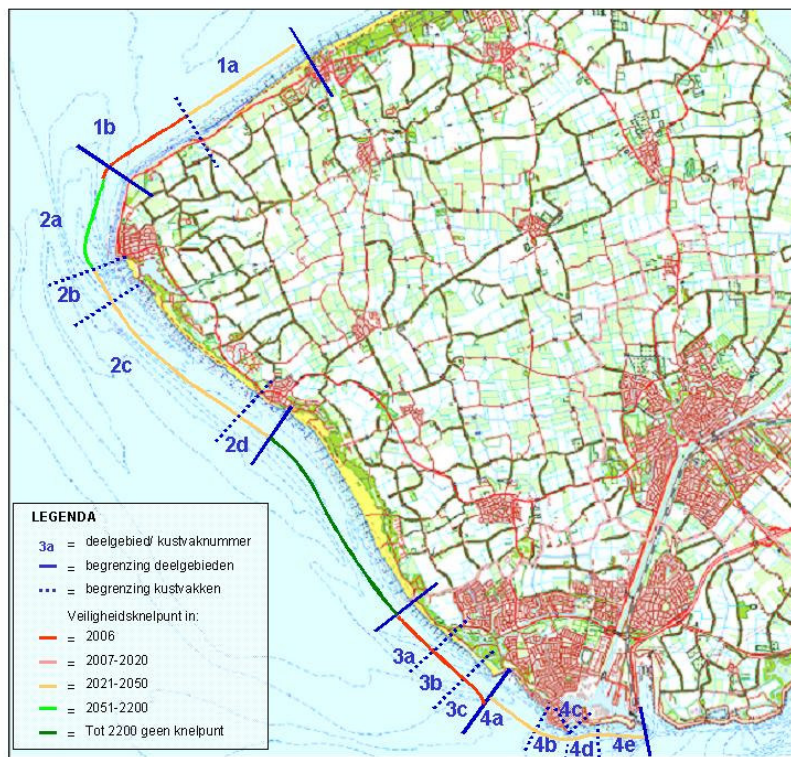 1a
1b
2a
2b
2c
2d
3a
3b
3c
4a
4c
4b
4d
4e
LEGENDA
3a = deelgebied/ kustvaknummer
= begrenzing deelgebieden
= begrenzing kustvakken
Veiligheidsknelpunt in:
= 2006
= 2007-2020
= 2021-2050
= 2051-2200
= Tot 2200 geen knelpunt